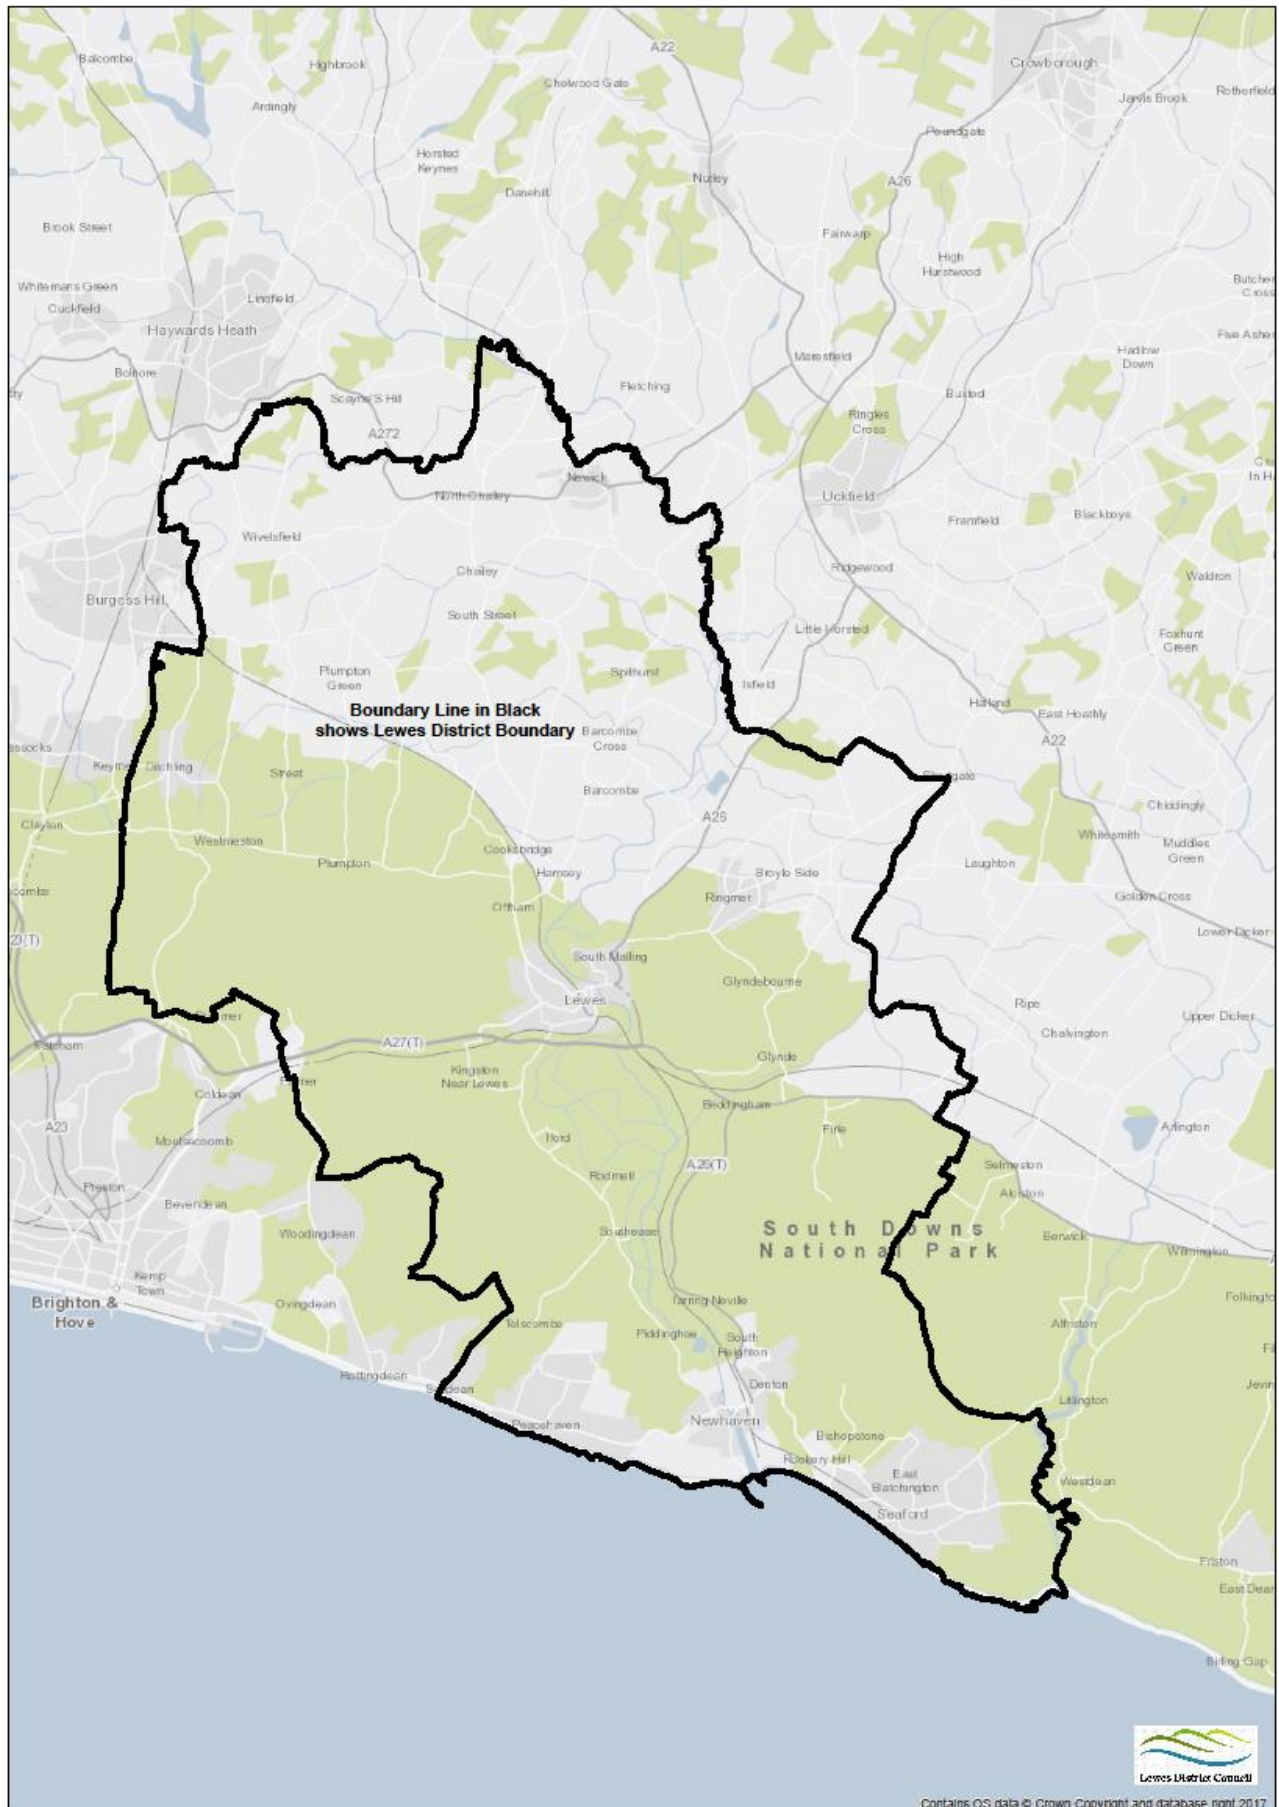 A22
Balcombe
Highbrook
Crowborough
Chelwood Gate
Jarvis Brook
Rotherfield
Ardingly
Poundgate
Horsted
Keynes
Nutley
A26
Danehill
Brook Street
Fairwarp
High
Hurstwood
Whitemans Green
Cuckfield
Lindfield
Butcher
Cross
Haywards Heath
Five Ashes
Maresfield
Hadlow
Down
Bolnore
Fletching
Buxted
Scayne'S Hill
Ringles
Cross
A272
Newick
North Chailey
Uckfield
Blackboys
Framfield
Wivelsfield
Chailey
Ridgewood
Waldron
Burgess Hill
South Street
Little Horsted
Foxhunt
Green
Plumpton
Green
Spithurst
Isfield
Halland
East Hoathly
Boundary Line in Black
shows Lewes District Boundary
Barcombe
Cross
A22
ssocks
Keymer
Ditchling
Streat
Barcombe
Chiddingly
A26
Clayton
Westmeston
Plumpton
Cooksbridge
Whitesmith
Muddles
Green
Laughton
Hamsey
Broyle Side
Ringmer
Golden Cross
ecombe
Offham
Lower Dicker
23(T)
South Malling
Glyndebourne
Lewes
Ripe
Upper Dicker
Chalvington
A27(T)
Glynde
Kingston
Near Lewes
Falmer
Coldean
Beddingham
A23
Moulsecoomb
Iford
Firle
Arlington
A26(T)
Selmeston
Rodmell
Preston
Alciston
Bevendean
Woodingdean
Southease
South Downs
National Park
Berwick
Wilmington
Kemp
Town
Brighton &
Hove
Ovingdean
Tarring Neville
Telscombe
Piddinghoe
South
Heighton
Alfriston
Rottingdean
Denton
Litlington
Peacehaven
Newhaven
Bishopstone
Rookery Hill
East
Blatchington
Westdean
Seaford
Friston
East Dean
Birling Gap
Lewes District Council
Contains OS data © Crown Copyright and database right 2017